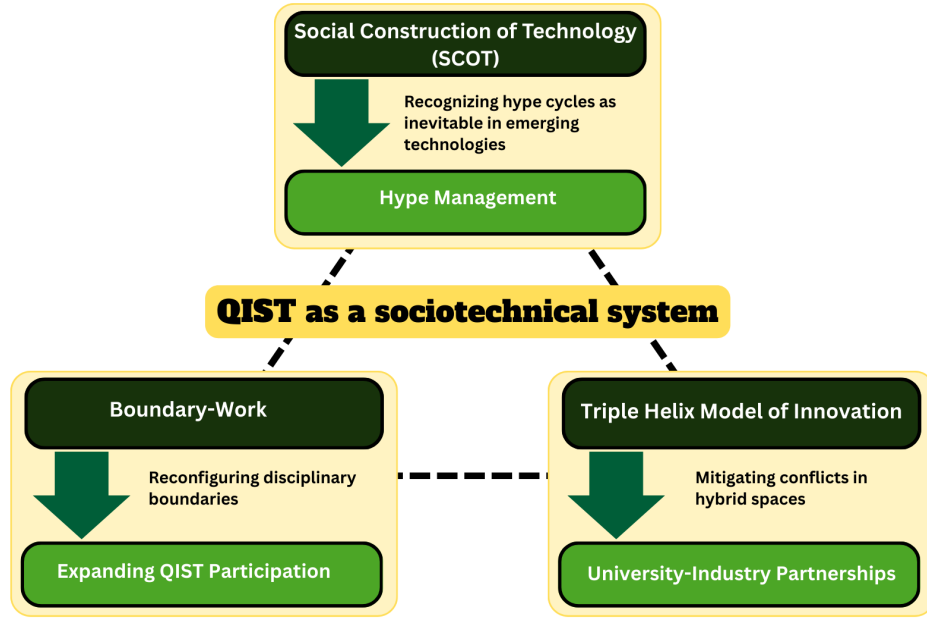 Social Construction of Technology
(SCOT)
Recognizing hype cycles as
inevitable in emerging
technologies
Hype Management
QIST as a sociotechnical system
Boundary-Work
Reconfiguring disciplinary
boundaries
Expanding QIST Participation
Triple Helix Model of Innovation
Mitigating conflicts in
hybrid spaces
University-Industry Partnerships